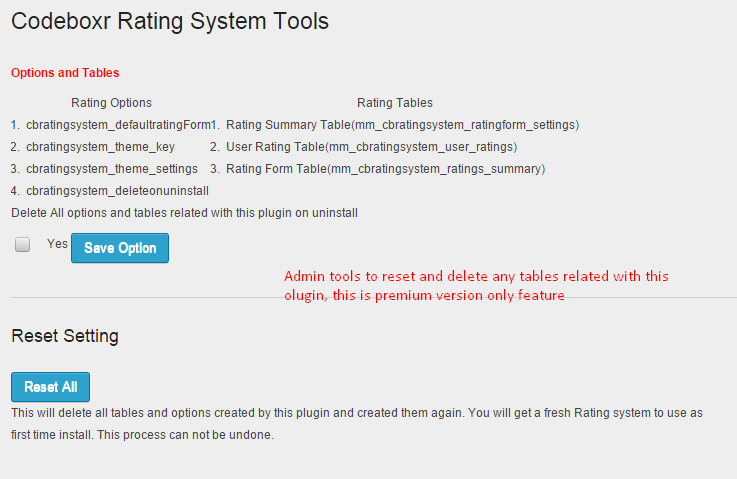 Codeboxr Rating System Tools
Options and Tables
Rating Options Rating Tables
1. cbratingsystem_defaultratingForm 1. Rating Summary Table(mm_cbratingsystem_ratingform_settings)
2. cbratingsystem_theme_key 2. User Rating Table(mm_cbratingsystem_user_ratings)
3. cbratingsystem_theme_settings 3. Rating Form Table(mm_cbratingsystem_ratings_summary)
4. cbratingsystem_deleteonuninstall
Delete All options and tables related with this plugin on uninstall
Yes Save Option
Admin tools to reset and delete any tables related with this
olugin, this is premium version only feature
Reset Setting
Reset All
This will delete all tables and options created by this plugin and created them again. You will get a fresh Rating system to use as
first time install. This process can not be undone.